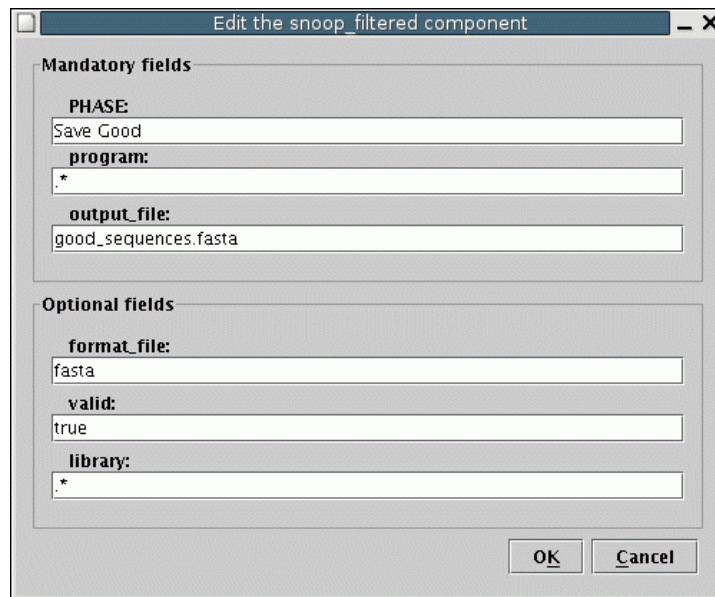 Edit the snoop_filtered component
Mandatory fields
PHASE:
Save Good
program:
.*
output_file:
good_sequences.fasta
Optional fields
format_file:
fasta
valid:
true
library:
.*
OK Cancel